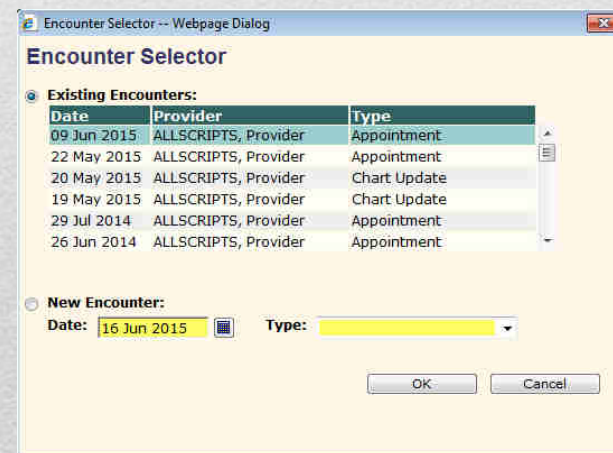 Encounter Selector -- Webpage Dialog
Encounter Selector
Existing Encounters:
Date Provider Type
09 Jun 2015 ALLSCRIPTS, Provider Appointment
22 May 2015 ALLSCRIPTS, Provider Appointment
20 May 2015 ALLSCRIPTS, Provider Chart Update
19 May 2015 ALLSCRIPTS, Provider Chart Update
29 Jul 2014 ALLSCRIPTS, Provider Appointment
26 Jun 2014 ALLSCRIPTS, Provider Appointment
New Encounter:
Date: 16 Jun 2015 Type:
OK Cancel